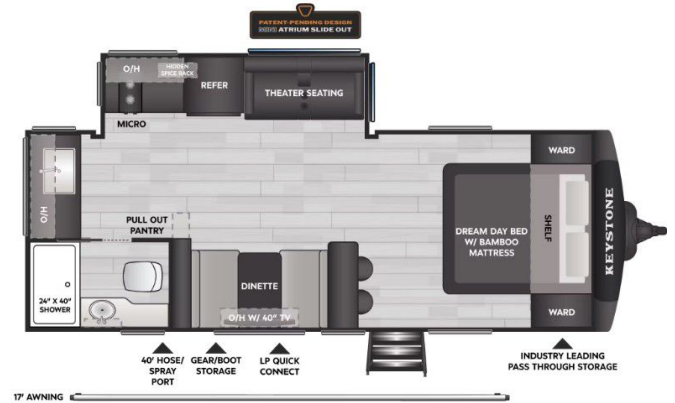 PATENT-PENDING DESIGN
MINI ATRIUM SLIDE OUT
O/H
HIDDEN
SPICE RACK
REFER
THEATER SEATING
MICRO
WARD
O/H
PULL OUT
PANTRY
DREAM DAY BED
W/ BAMBOO
MATTRESS
SHELF
KEYSTONE
DINETTE
24" X 40"
SHOWER
O/H W/ 40" TV
WARD
40' HOSE/
SPRAY
PORT
GEAR/BOOT
STORAGE
LP QUICK
CONNECT
INDUSTRY LEADING
PASS THROUGH STORAGE
17' AWNING